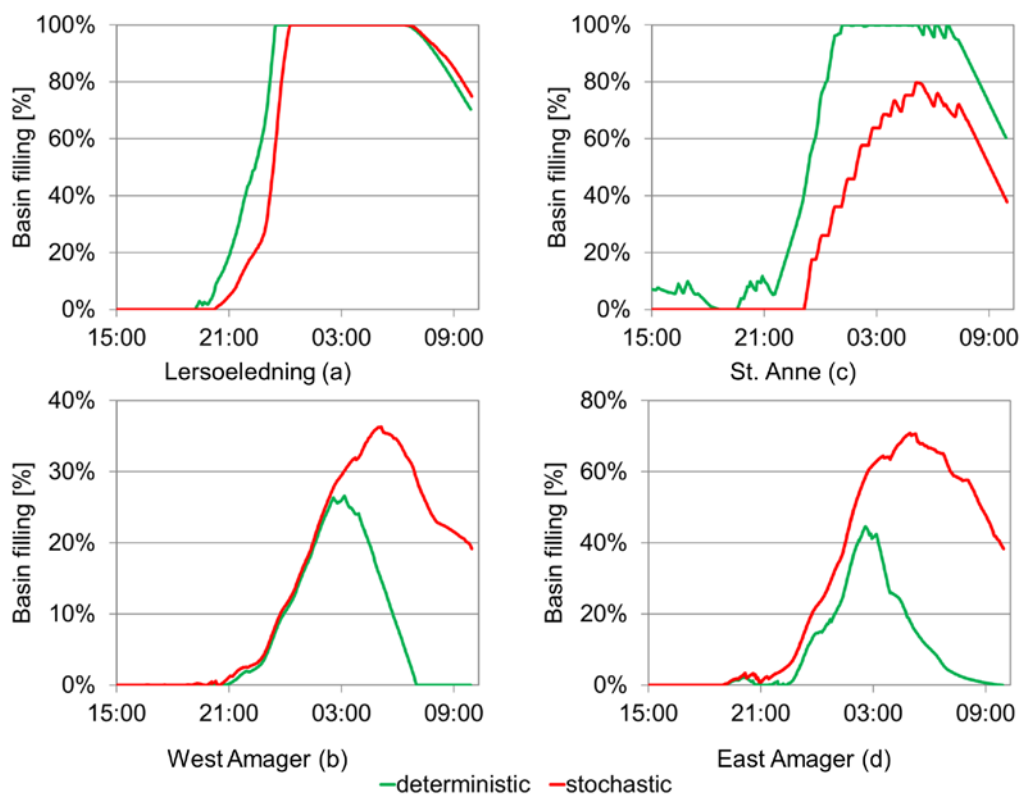 100%
80%
60%
40%
20%
0%
Basin filling [%]
15:00 21:00 03:00 09:00
Lersoeledning (a)
100%
80%
60%
40%
20%
0%
Basin filling [%]
15:00 21:00 03:00 09:00
St. Anne (c)
40%
30%
20%
10%
0%
Basin filling [%]
15:00 21:00 03:00 09:00
West Amager (b)
80%
60%
40%
20%
0%
Basin filling [%]
15:00 21:00 03:00 09:00
East Amager (d)
deterministic stochastic